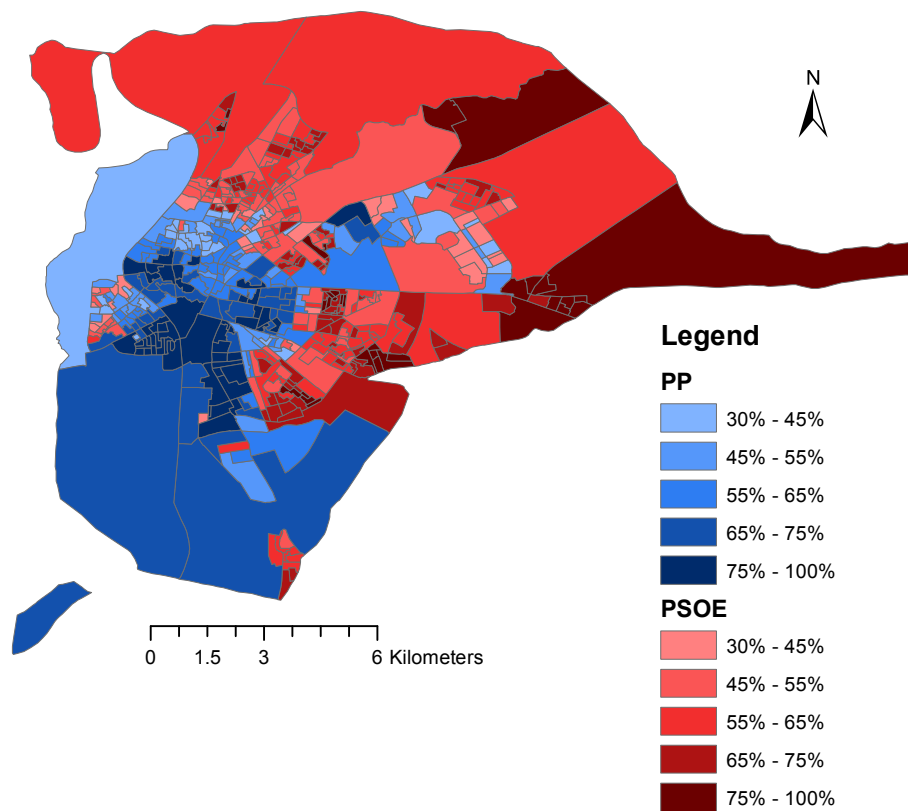 N
Legend
PP
30% - 45%
45% - 55%
55% - 65%
65% - 75%
75% - 100%
PSOE
30% - 45%
45% - 55%
55% - 65%
65% - 75%
75% - 100%
0 1.5 3 6 Kilometers